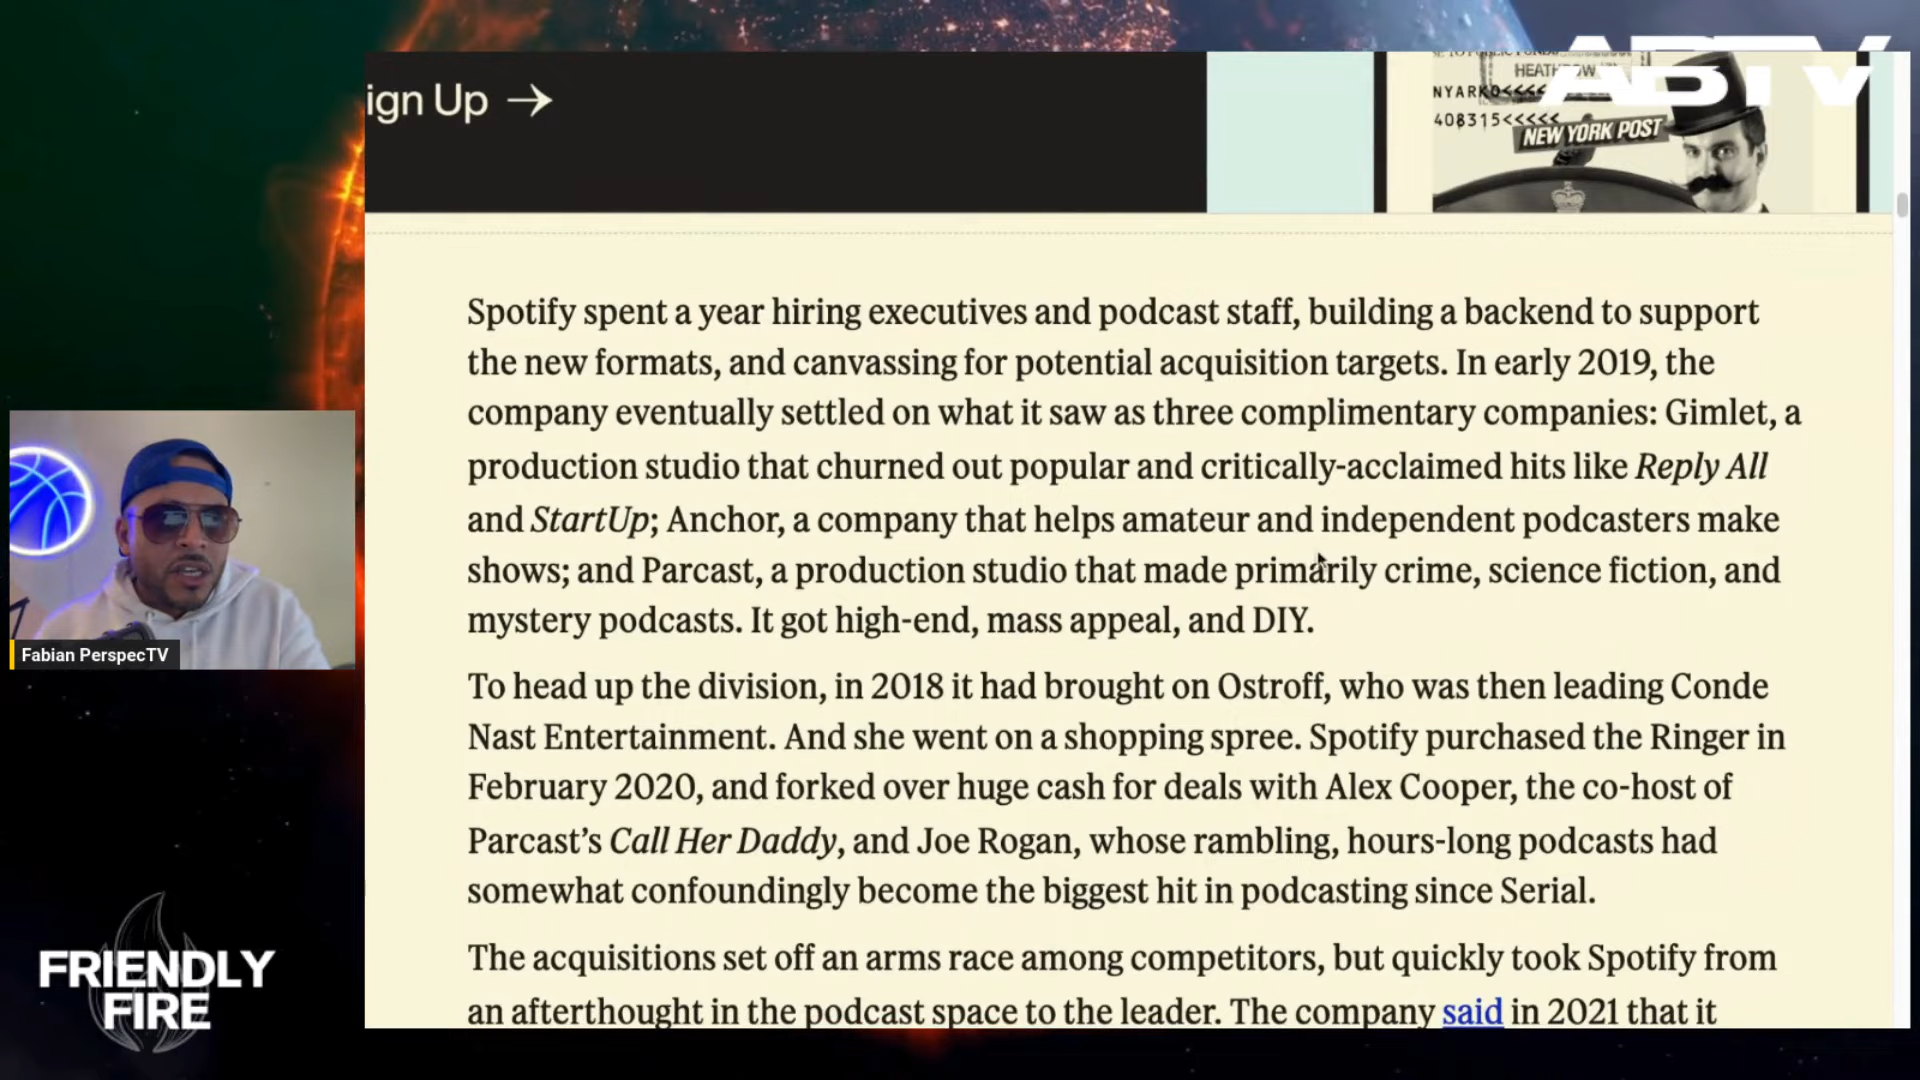 ABTV
ign Up →
HEATHROW
NYARKO<<<<<
408315<<<<<
NEW YORK POST
Spotify spent a year hiring executives and podcast staff, building a backend to support
the new formats, and canvassing for potential acquisition targets. In early 2019, the
company eventually settled on what it saw as three complimentary companies: Gimlet, a
production studio that churned out popular and critically-acclaimed hits like Reply All
and StartUp; Anchor, a company that helps amateur and independent podcasters make
shows; and Parcast, a production studio that made primarily crime, science fiction, and
mystery podcasts. It got high-end, mass appeal, and DIY.
To head up the division, in 2018 it had brought on Ostroff, who was then leading Conde
Nast Entertainment. And she went on a shopping spree. Spotify purchased the Ringer in
February 2020, and forked over huge cash for deals with Alex Cooper, the co-host of
Parcast’s Call Her Daddy, and Joe Rogan, whose rambling, hours-long podcasts had
somewhat confoundingly become the biggest hit in podcasting since Serial.
The acquisitions set off an arms race among competitors, but quickly took Spotify from
an afterthought in the podcast space to the leader. The company said in 2021 that it
Fabian PerspecTV
FRIENDLY
FIRE